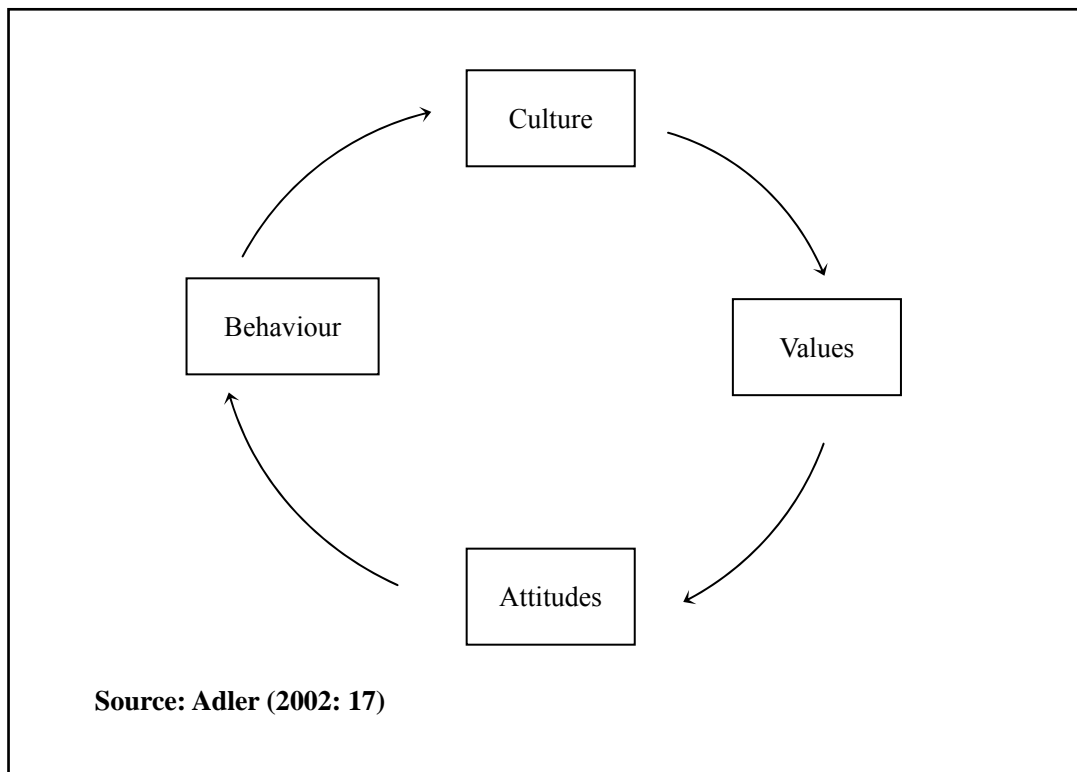 Culture
Behaviour
Values
Attitudes
Source: Adler (2002: 17)